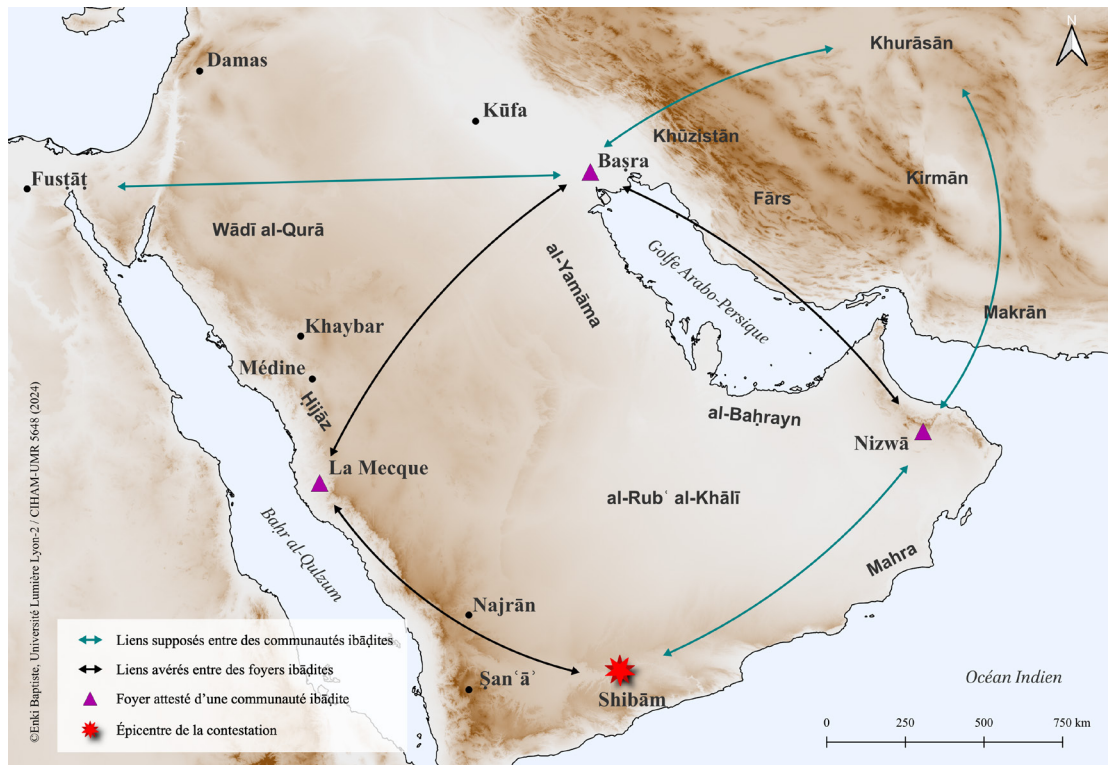 N
Khurāsān
Damas
Kūfa
Khūzistān
Baṣra
Fusṭāṭ
Kirmān
Fārs
Wādī al-Qurā
al-Yamāma
Golfe Arabo-Persique
Makrān
Khaybar
Médine
Ḥijāz
al-Baḥrayn
Nizwā
La Mecque
al-Rubʿ al-Khālī
Mahra
Baḥr al-Qulzum
Najrān
Ṣanʿāʾ
Shibām
Océan Indien
Liens supposés entre des communautés ibāḍites
Liens avérés entre des foyers ibāḍites
Foyer attesté d’une communauté ibāḍite
Épicentre de la contestation
0 250 500 750 km
©Enki Baptiste, Université Lumière Lyon-2 / CIHAM-UMR 5648 (2024)